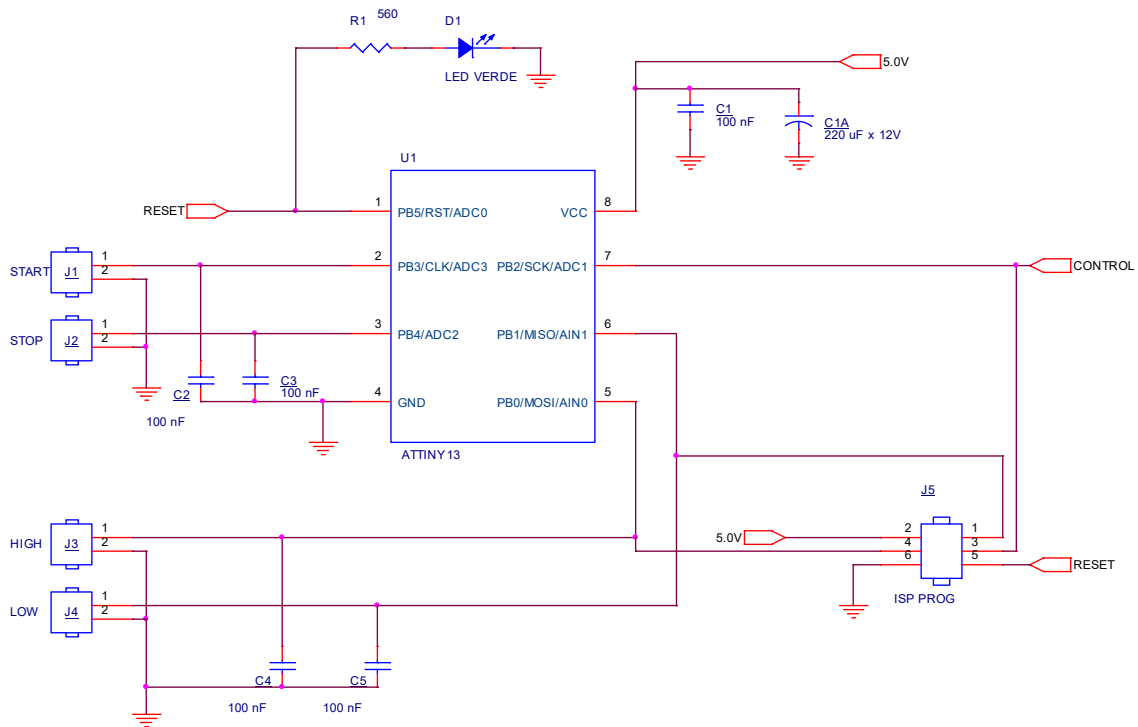 R1 560 D1
LED VERDE
5.0V
C1
100 nF
C1A
220 uF x 12V
U1
RESET
1 PB5/RST/ADC0 VCC 8
START J1 1 2
2 PB3/CLK/ADC3 PB2/SCK/ADC1 7
CONTROL
STOP J2 1 2
3 PB4/ADC2 PB1/MISO/AIN1 6
C2
100 nF
C3
100 nF
4 GND PB0/MOSI/AIN0 5
ATTINY13
J5
HIGH J3 1 2
5.0V
2 1
4 3
6 5
RESET
ISP PROG
LOW J4 1 2
C4
100 nF
C5
100 nF